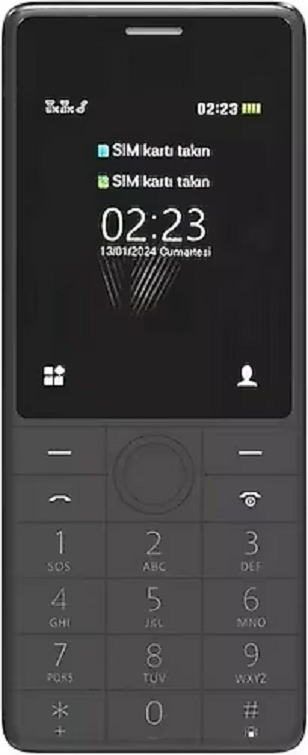 02:23
SIM kartı takın
SIM kartı takın
02:23
13/01/2024 Cumartesi
1 2 3
SOS ABC DEF
4 5 6
GHI JKL MNO
7 8 9
PQRS TUV WXYZ
* 0 #
+